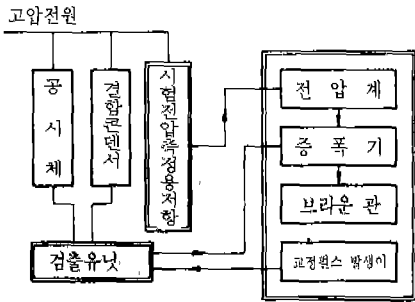 고압전원
공시체
결합콘덴서
시험전압측정용저항
전압계
증폭기
브라운관
검출유닛
교정펄스 발생이